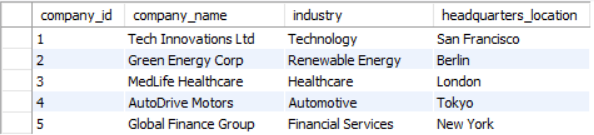 company_id company_name industry headquarters_location
1 Tech Innovations Ltd Technology San Francisco
2 Green Energy Corp Renewable Energy Berlin
3 MedLife Healthcare Healthcare London
4 AutoDrive Motors Automotive Tokyo
5 Global Finance Group Financial Services New York